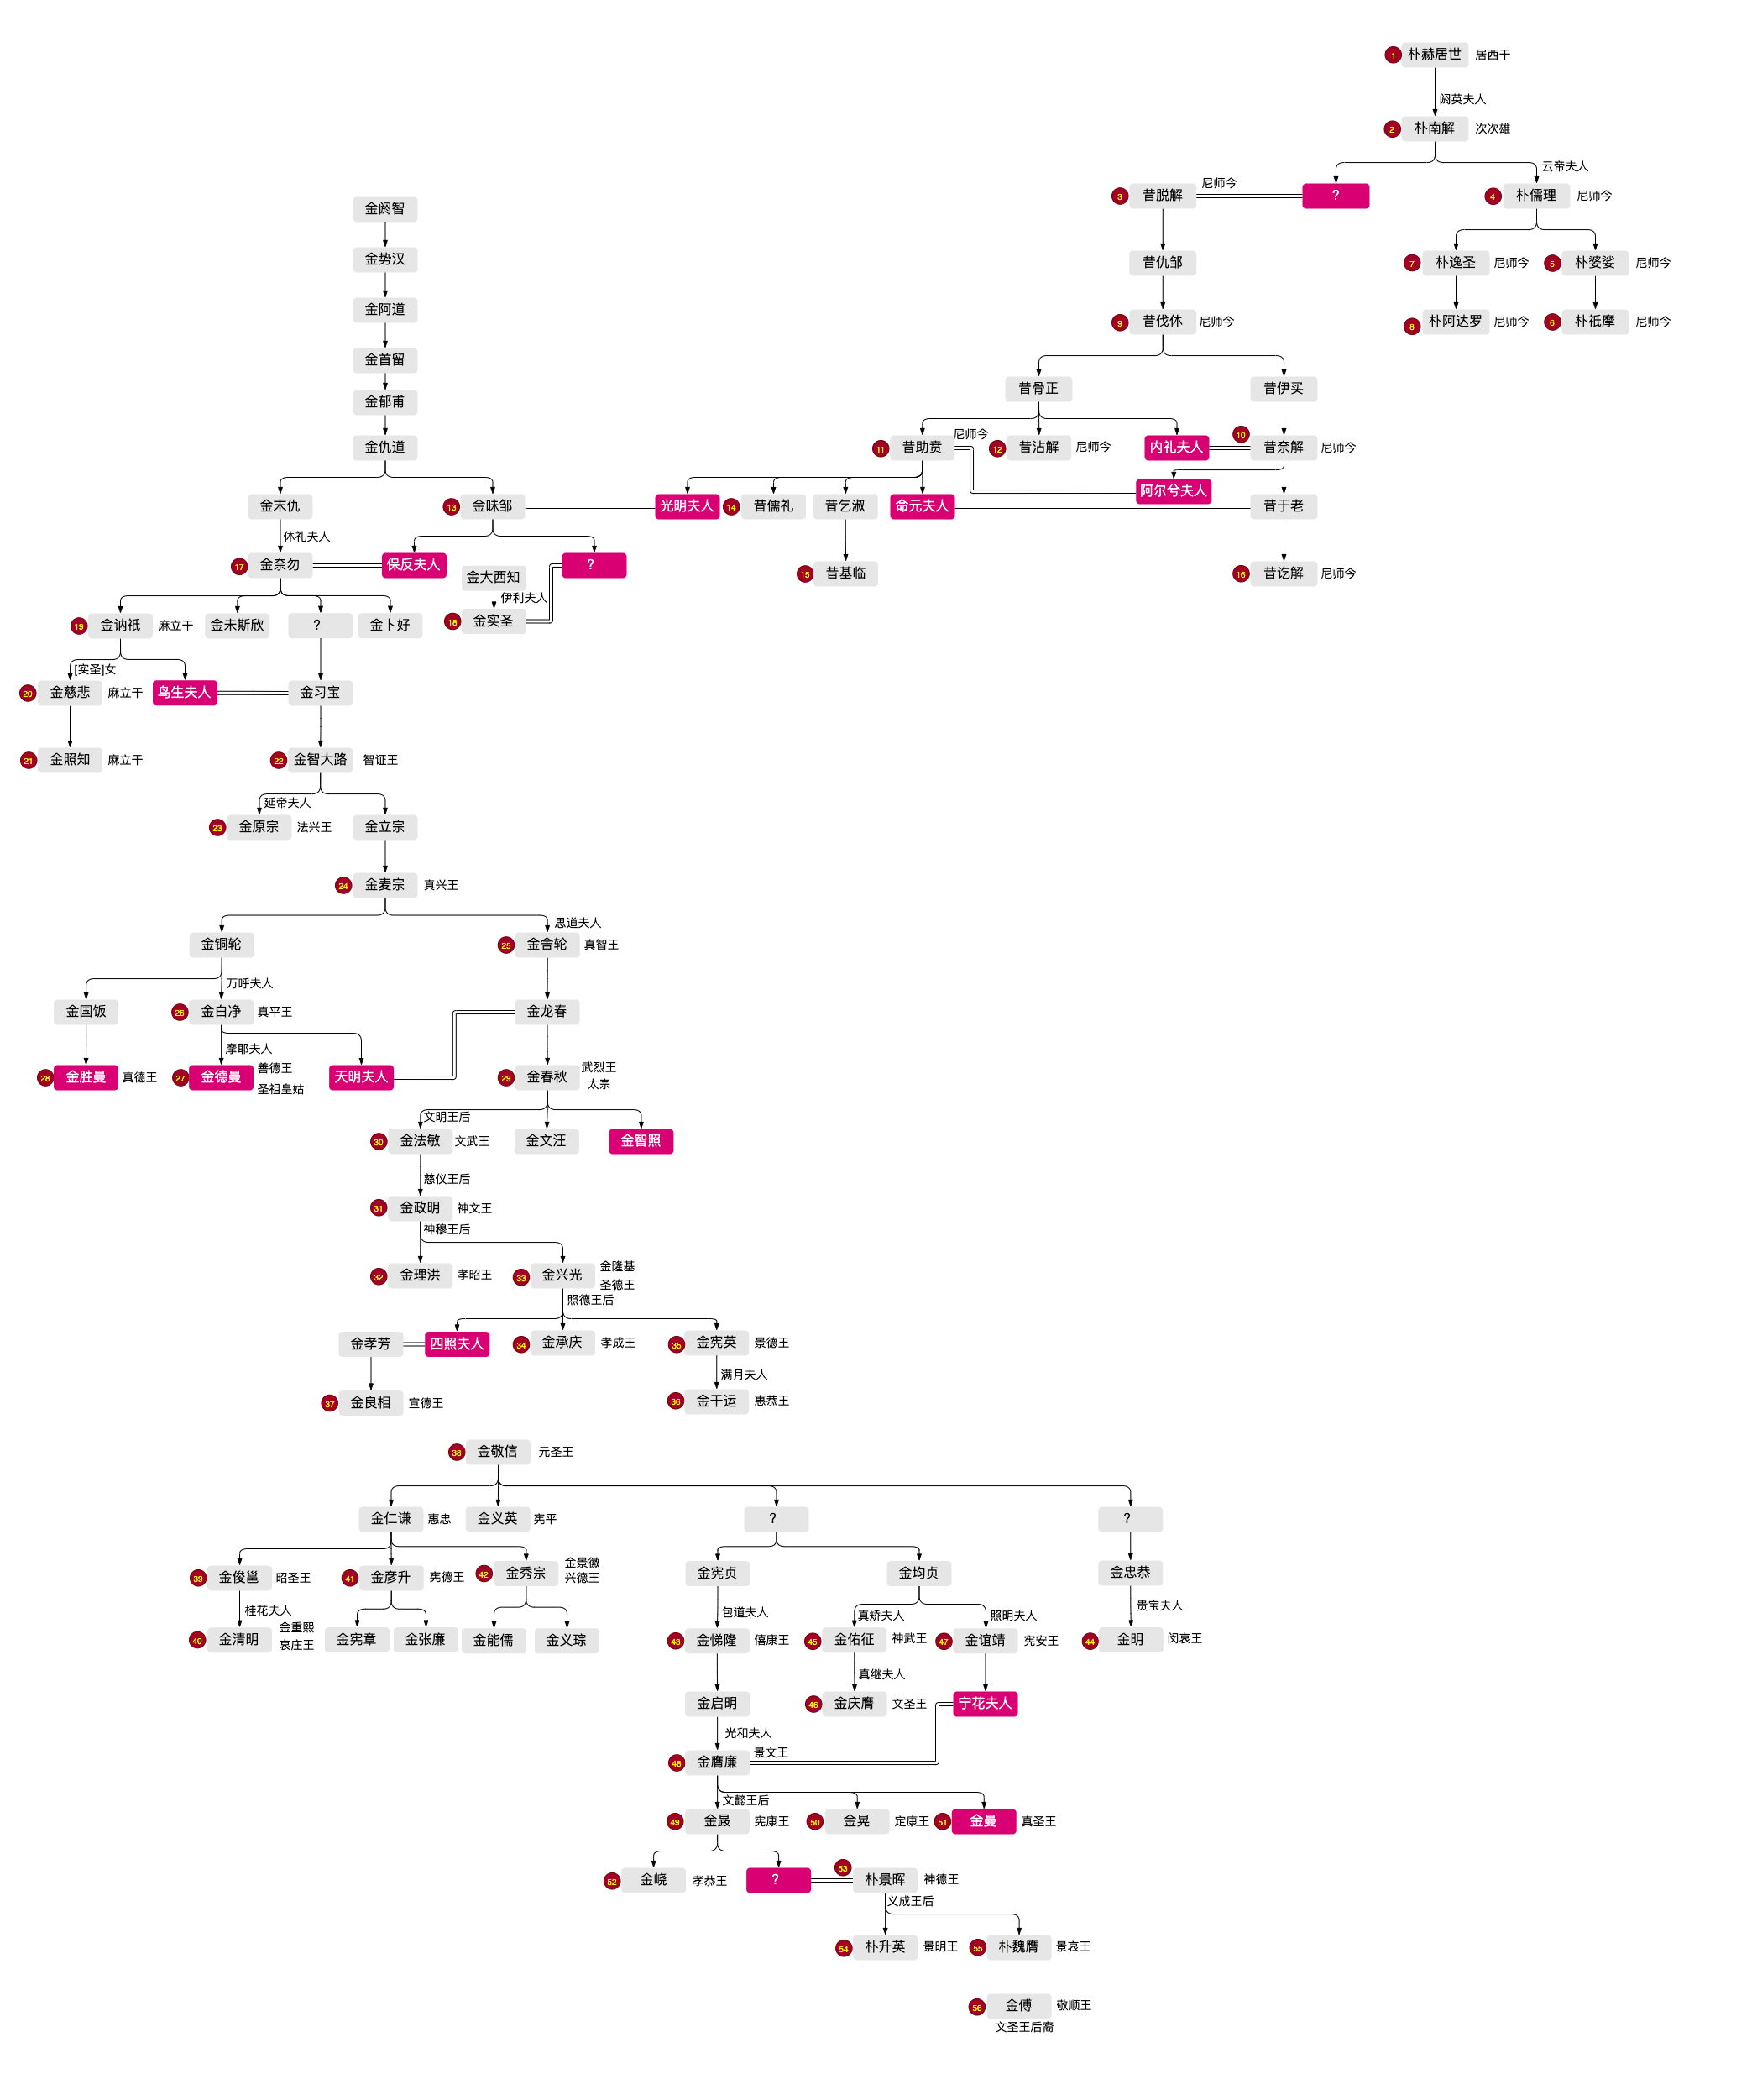 1 朴赫居世 居西干
阏英夫人
2 朴南解 次次雄
云帝夫人
3 昔脱解 尼师今 ? 4 朴儒理 尼师今
金阏智
金势汉 昔仇邹 7 朴逸圣 尼师今 5 朴婆娑 尼师今
金阿道 9 昔伐休 尼师今 8 朴阿达罗 尼师今 6 朴祇摩 尼师今
金首留
昔骨正 昔伊买
金郁甫
金仇道 11 昔助贲 尼师今 12 昔沾解 尼师今 内礼夫人 10 昔奈解 尼师今
阿尔兮夫人
金末仇 13 金味邹 光明夫人 14 昔儒礼 昔乞淑 命元夫人 昔于老
休礼夫人
17 金奈勿 保反夫人 金大西知 ? 15 昔基临 16 昔讫解 尼师今
伊利夫人
19 金讷祇 麻立干 金未斯欣 ? 金卜好 18 金实圣
[实圣]女
20 金慈悲 麻立干 鸟生夫人 金习宝
21 金照知 麻立干 22 金智大路 智证王
延帝夫人
23 金原宗 法兴王 金立宗
24 金麦宗 真兴王
思道夫人
金铜轮 25 金舍轮 真智王
万呼夫人
金国饭 26 金白净 真平王 金龙春
摩耶夫人
28 金胜曼 真德王 27 金德曼 善德王 圣祖皇姑 天明夫人 29 金春秋 武烈王 太宗
文明王后
30 金法敏 文武王 金文汪 金智照
慈仪王后
31 金政明 神文王
神穆王后
32 金理洪 孝昭王 33 金兴光 金隆基 圣德王
照德王后
金孝芳 四照夫人 34 金承庆 孝成王 35 金宪英 景德王
满月夫人
37 金良相 宣德王 36 金干运 惠恭王
38 金敬信 元圣王
金仁谦 惠忠 金义英 宪平 ? ?
39 金俊邕 昭圣王 41 金彦升 宪德王 42 金秀宗 金景徽 兴德王 金宪贞 金均贞 金忠恭
桂花夫人 包道夫人 真矫夫人 照明夫人 贵宝夫人
40 金清明 金重熙 哀庄王 金宪章 金张廉 金能儒 金义琮 43 金悌隆 僖康王 45 金佑征 神武王 47 金谊靖 宪安王 44 金明 闵哀王
真继夫人
金启明 46 金庆膺 文圣王 宁花夫人
光和夫人
48 金膺廉 景文王
文懿王后
49 金晸 宪康王 50 金晃 定康王 51 金曼 真圣王
52 金峣 孝恭王 ? 53 朴景晖 神德王
义成王后
54 朴升英 景明王 55 朴魏膺 景哀王
56 金傅 敬顺王
文圣王后裔